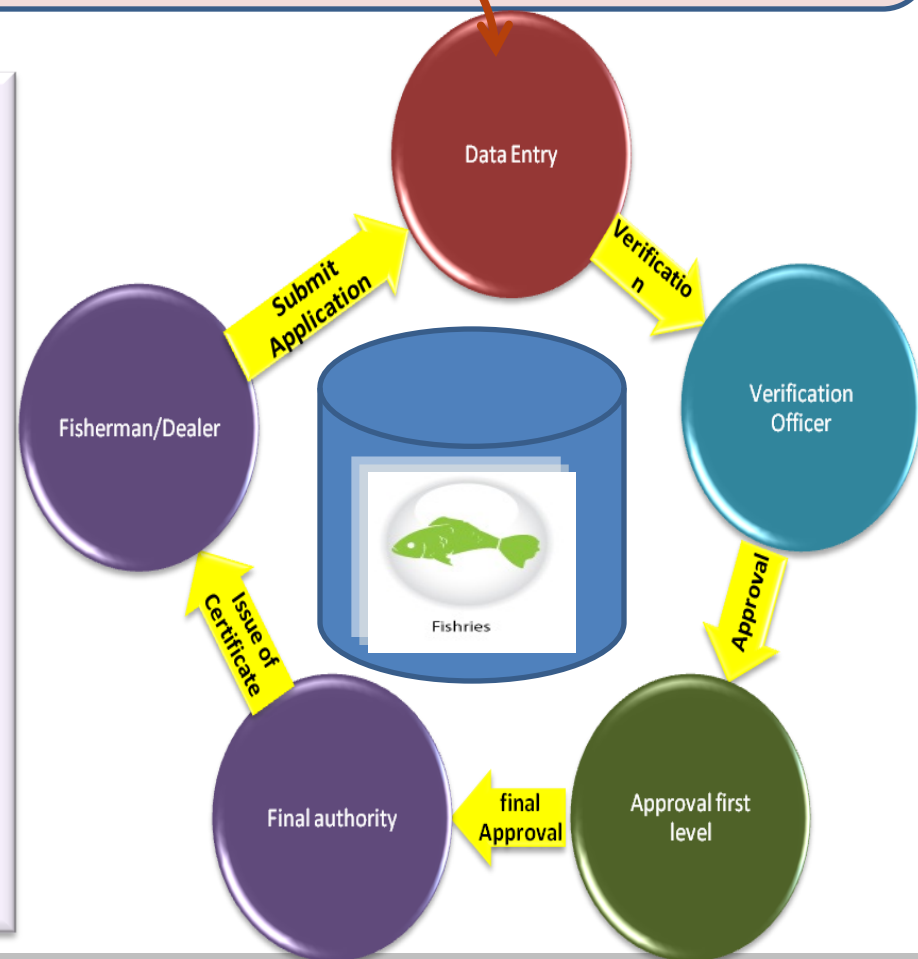 Data Entry
Verificatio
n
Verification
Officer
Approval
Approval first
level
final
Approval
Final authority
Issue of
Certificate
Fisherman/Dealer
Submit
Application
Fishries